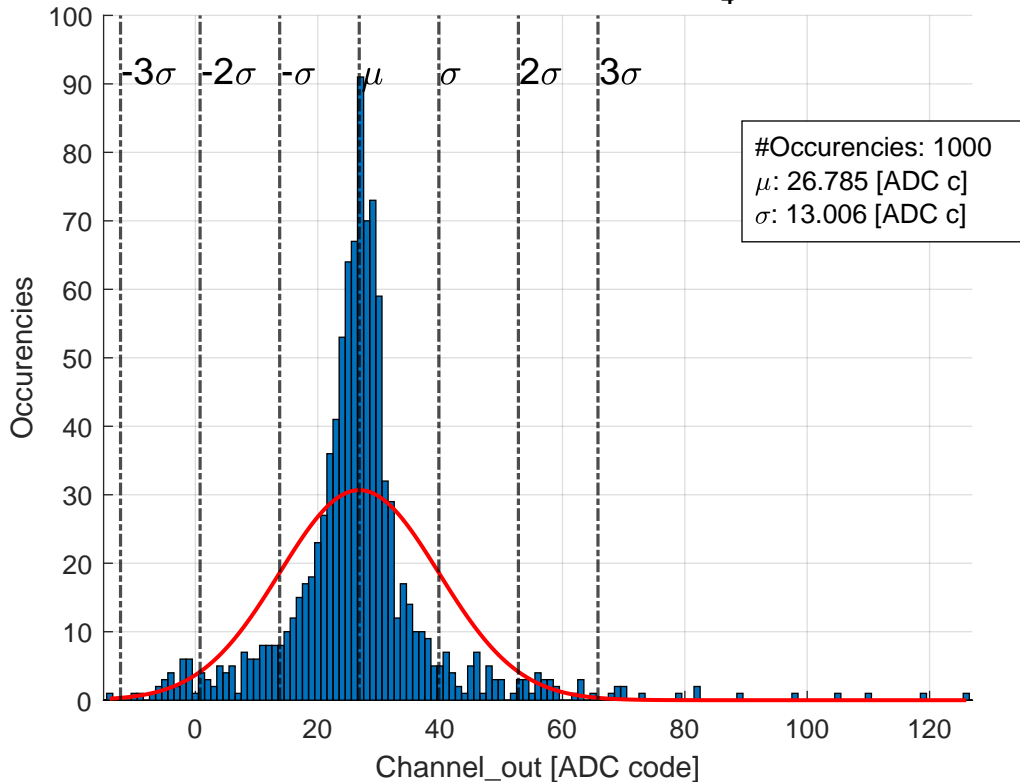 4
100
90
80
70
60
50
40
30
20
10
0
Occurencies
-3σ -2σ -σ μ σ 2σ 3σ
#Occurencies: 1000
μ: 26.785 [ADC c]
σ: 13.006 [ADC c]
0 20 40 60 80 100 120
Channel_out [ADC code]